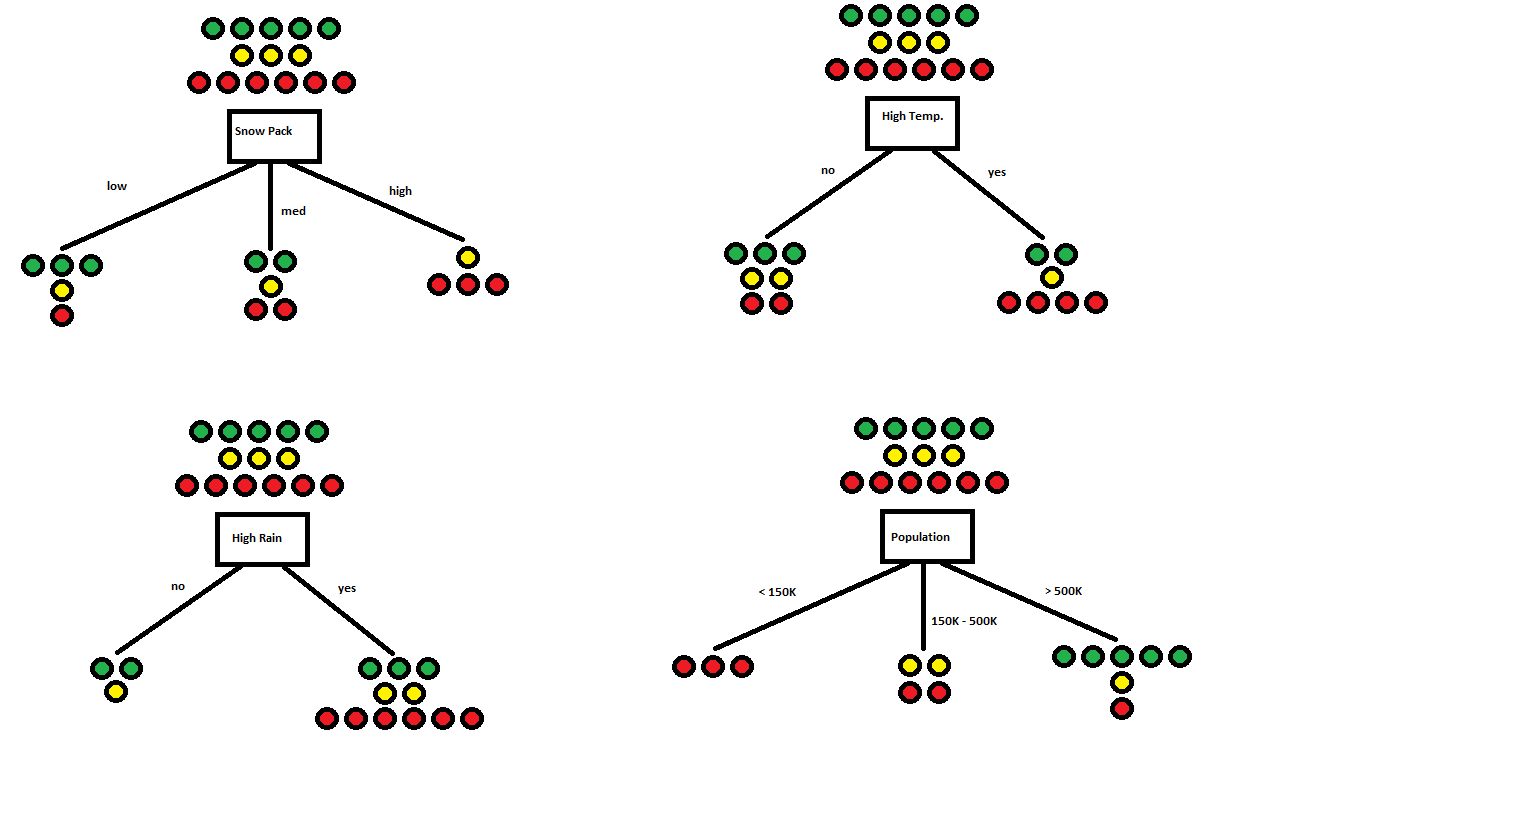 Snow Pack
low
med
high
High Temp.
no
yes
High Rain
no
yes
Population
< 150K
150K - 500K
> 500K